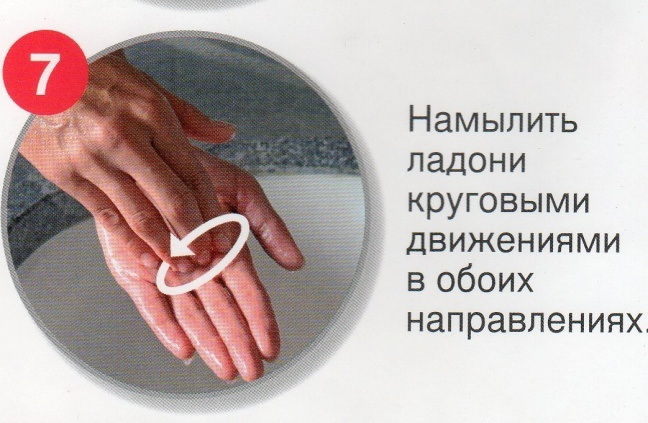 7
Намылить
ладони
круговыми
движениями
в обоих
направлениях.